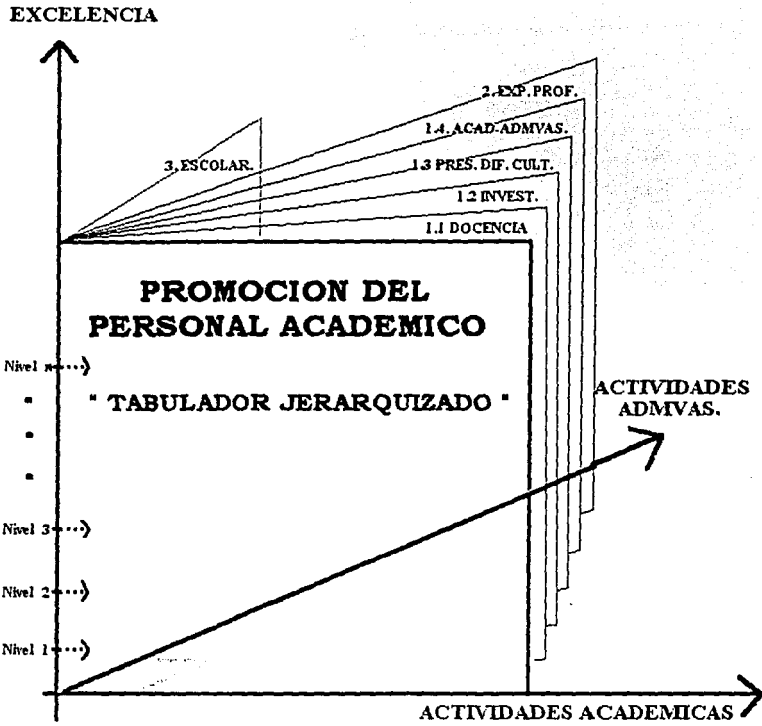 EXCELENCIA
2. EXP. PROF.
1.4. ACAD-ADMVAS.
3. ESCOLAR.
1.3 PRES. DIF. CULT.
1.2 INVEST.
1.1 DOCENCIA
PROMOCION DEL
PERSONAL ACADEMICO
Nivel n
" TABULADOR JERARQUIZADO "
ACTIVIDADES
ADMVAS.
Nivel 3
Nivel 2
Nivel 1
ACTIVIDADES ACADEMICAS